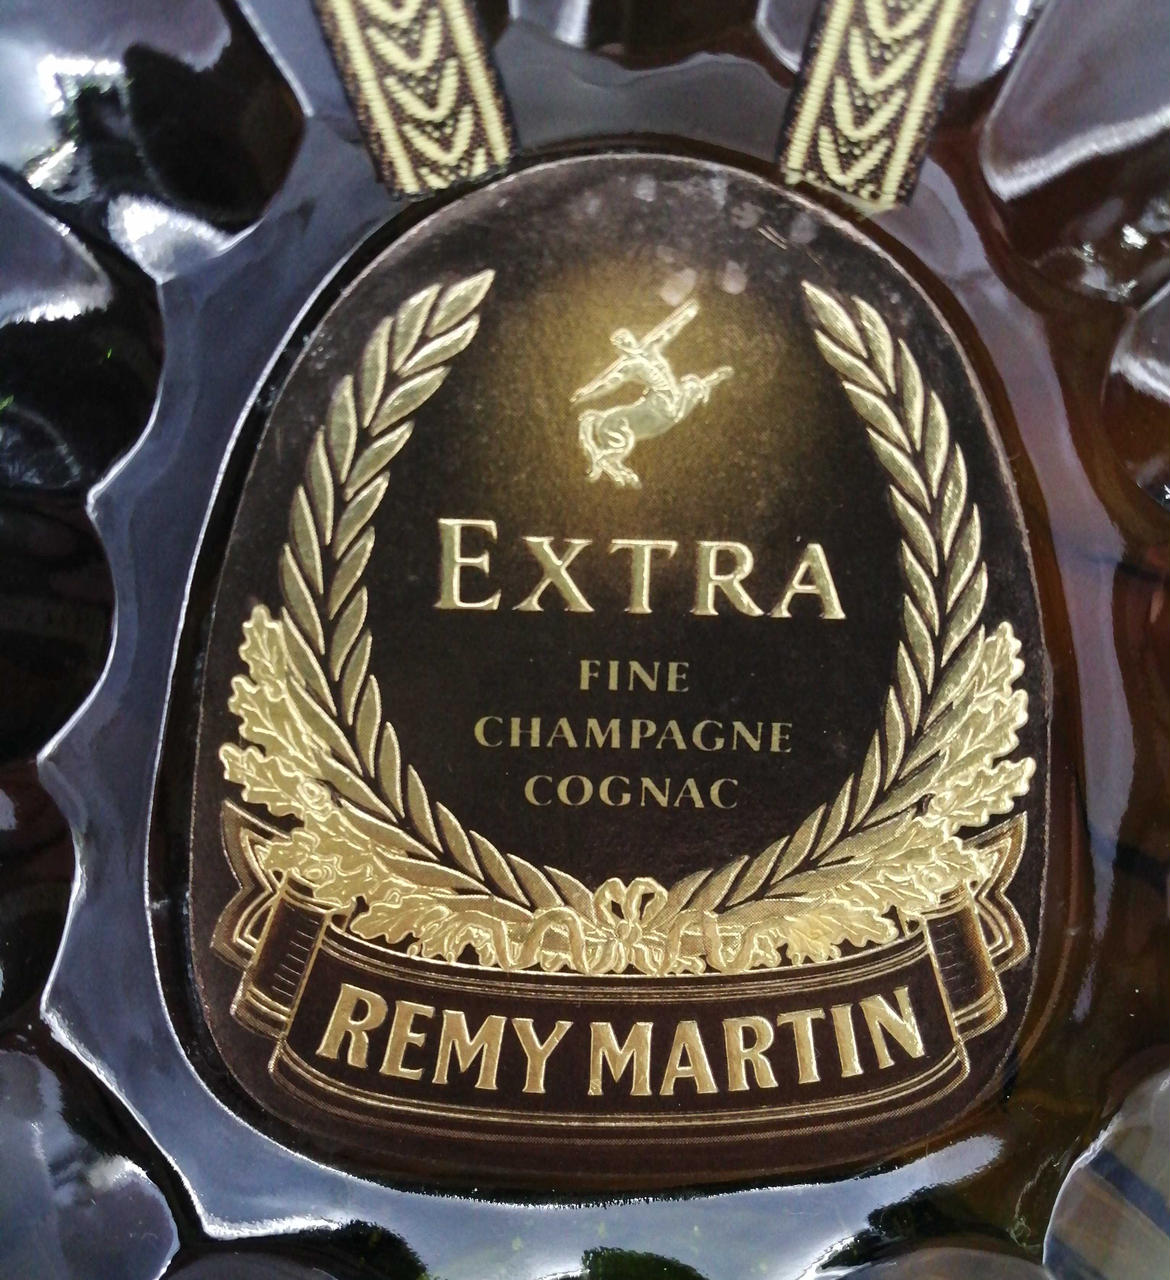 EXTRA
FINE
CHAMPAGNE
COGNAC
REMY MARTIN